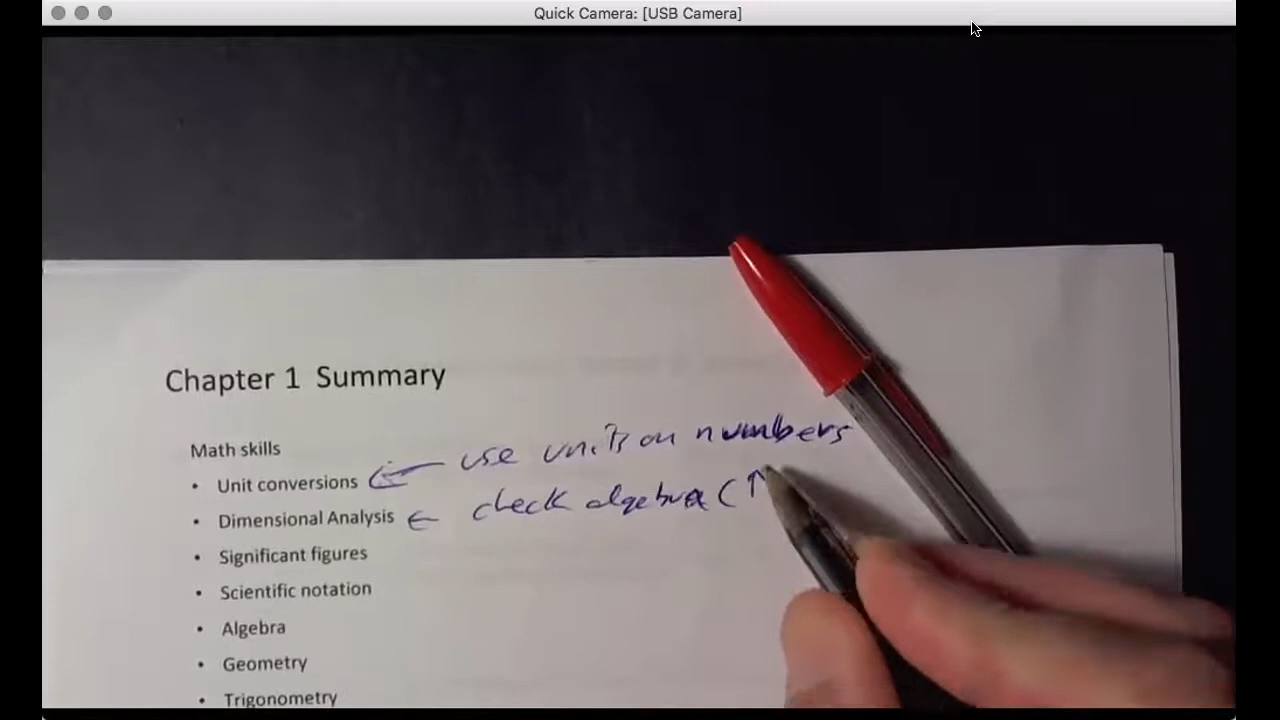 Quick Camera: [USB Camera]
Chapter 1 Summary
Math skills
• Unit conversions ← use units on numbers
• Dimensional Analysis ← check algebra (↑
• Significant figures
• Scientific notation
• Algebra
• Geometry
• Trigonometry